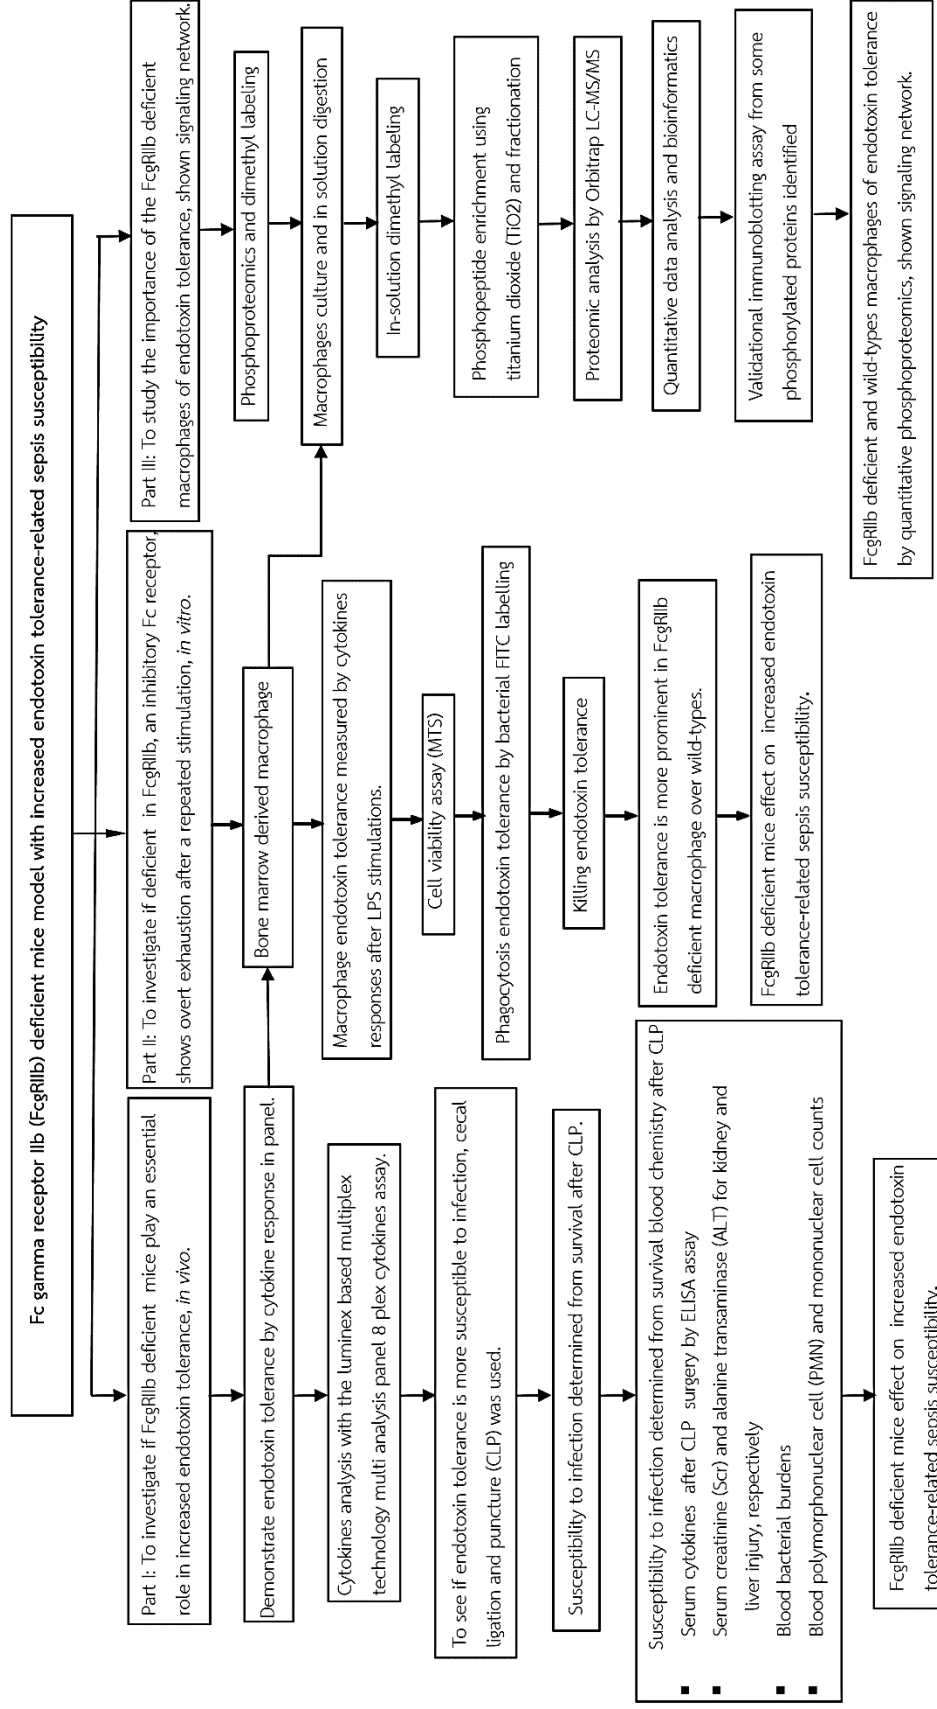 Fc gamma receptor IIb (FcgRIIb) deficient mice model with increased endotoxin tolerance-related sepsis susceptibility
Part I: To investigate if FcgRIIb deficient mice play an essential
role in increased endotoxin tolerance, in vivo.
Demonstrate endotoxin tolerance by cytokine response in panel.
Cytokines analysis with the luminex based multiplex
technology multi analysis panel 8 plex cytokines assay.
To see if endotoxin tolerance is more susceptible to infection, cecal
ligation and puncture (CLP) was used.
Susceptibility to infection determined from survival after CLP.
Susceptibility to infection determined from survival blood chemistry after CLP
▪ Serum cytokines after CLP surgery by ELISA assay
▪ Serum creatinine (Scr) and alanine transaminase (ALT) for kidney and
liver injury, respectively
▪ Blood bacterial burdens
▪ Blood polymorphonuclear cell (PMN) and mononuclear cell counts
FcgRIIb deficient mice effect on increased endotoxin
tolerance-related sepsis susceptibility.
Part II: To investigate if deficient in FcgRIIb, an inhibitory Fc receptor,
shows overt exhaustion after a repeated stimulation, in vitro.
Bone marrow derived macrophage
Macrophage endotoxin tolerance measured by cytokines
responses after LPS stimulations.
Cell viability assay (MTS)
Phagocytosis endotoxin tolerance by bacterial FITC labelling
Killing endotoxin tolerance
Endotoxin tolerance is more prominent in FcgRIIb
deficient macrophage over wild-types.
FcgRIIb deficient mice effect on increased endotoxin
tolerance-related sepsis susceptibility.
Part III: To study the importance of the FcgRIIb deficient
macrophages of endotoxin tolerance, shown signaling network.
Phosphoproteomics and dimethyl labeling
Macrophages culture and in solution digestion
In-solution dimethyl labeling
Phosphopeptide enrichment using
titanium dioxide (TiO2) and fractionation
Proteomic analysis by Orbitrap LC-MS/MS
Quantitative data analysis and bioinformatics
Validational immunoblotting assay from some
phosphorylated proteins identified
FcgRIIb deficient and wild-types macrophages of endotoxin tolerance
by quantitative phosphoproteomics, shown signaling network.